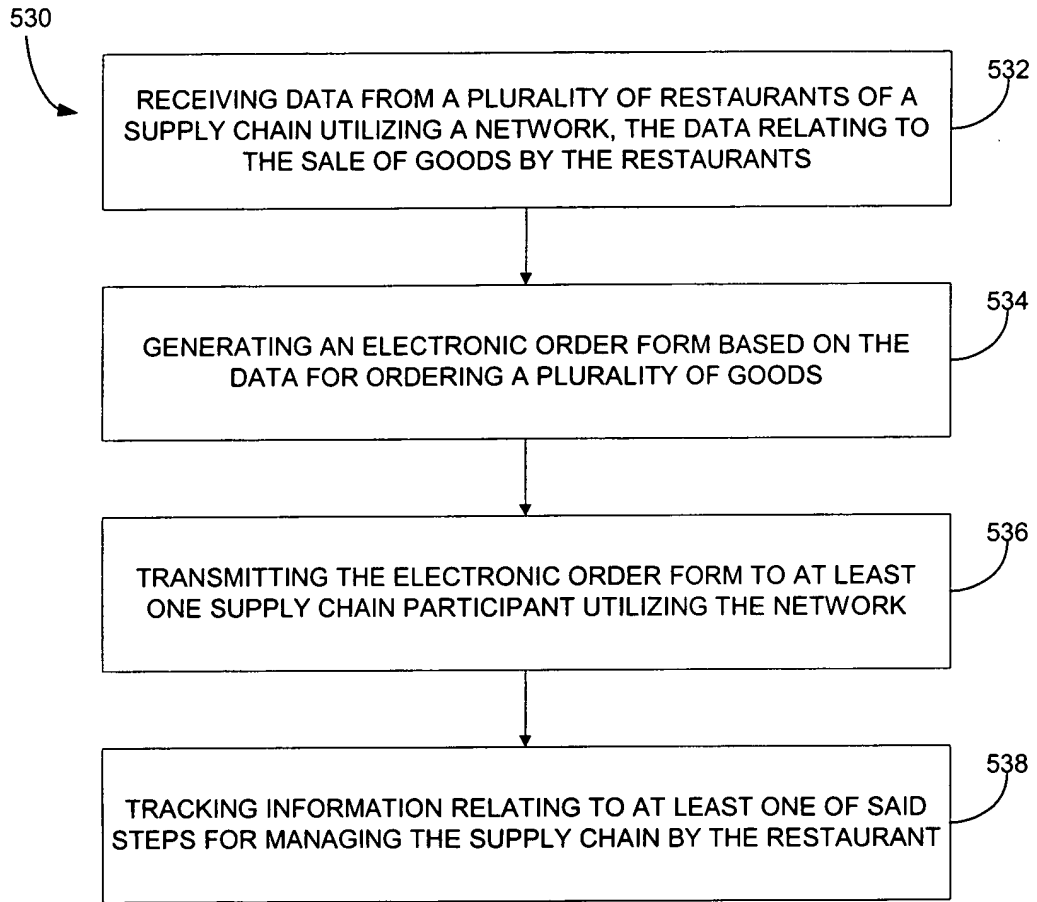 530
532
RECEIVING DATA FROM A PLURALITY OF RESTAURANTS OF A
SUPPLY CHAIN UTILIZING A NETWORK, THE DATA RELATING TO
THE SALE OF GOODS BY THE RESTAURANTS
534
GENERATING AN ELECTRONIC ORDER FORM BASED ON THE
DATA FOR ORDERING A PLURALITY OF GOODS
536
TRANSMITTING THE ELECTRONIC ORDER FORM TO AT LEAST
ONE SUPPLY CHAIN PARTICIPANT UTILIZING THE NETWORK
538
TRACKING INFORMATION RELATING TO AT LEAST ONE OF SAID
STEPS FOR MANAGING THE SUPPLY CHAIN BY THE RESTAURANT